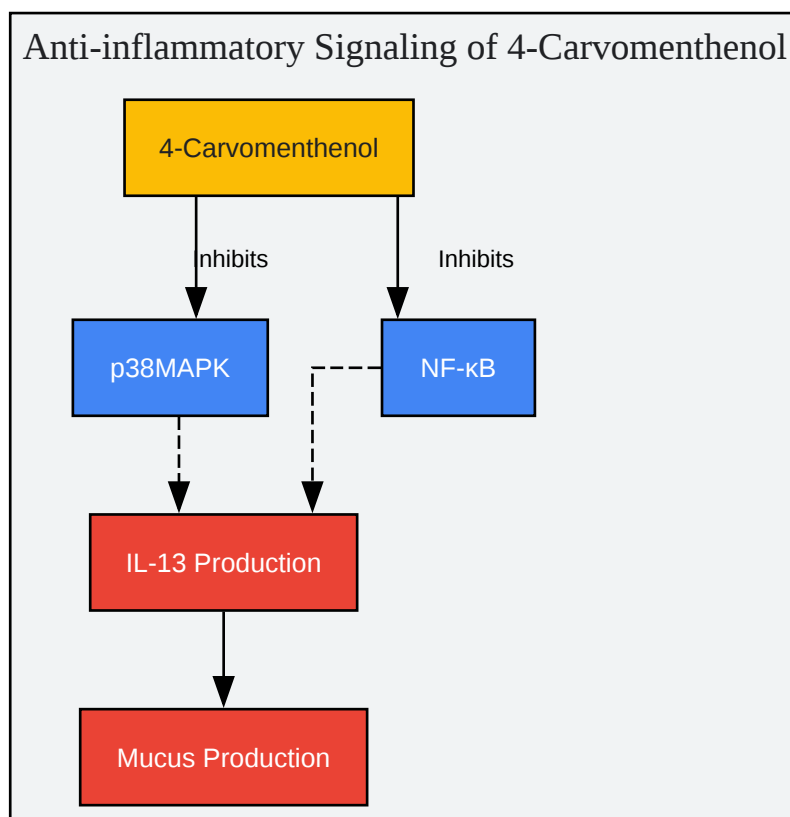 Anti-inflammatory Signaling of 4-Carvomenthenol
4-Carvomenthenol
Inhibits
Inhibits
p38MAPK
NF-κB
IL-13 Production
Mucus Production